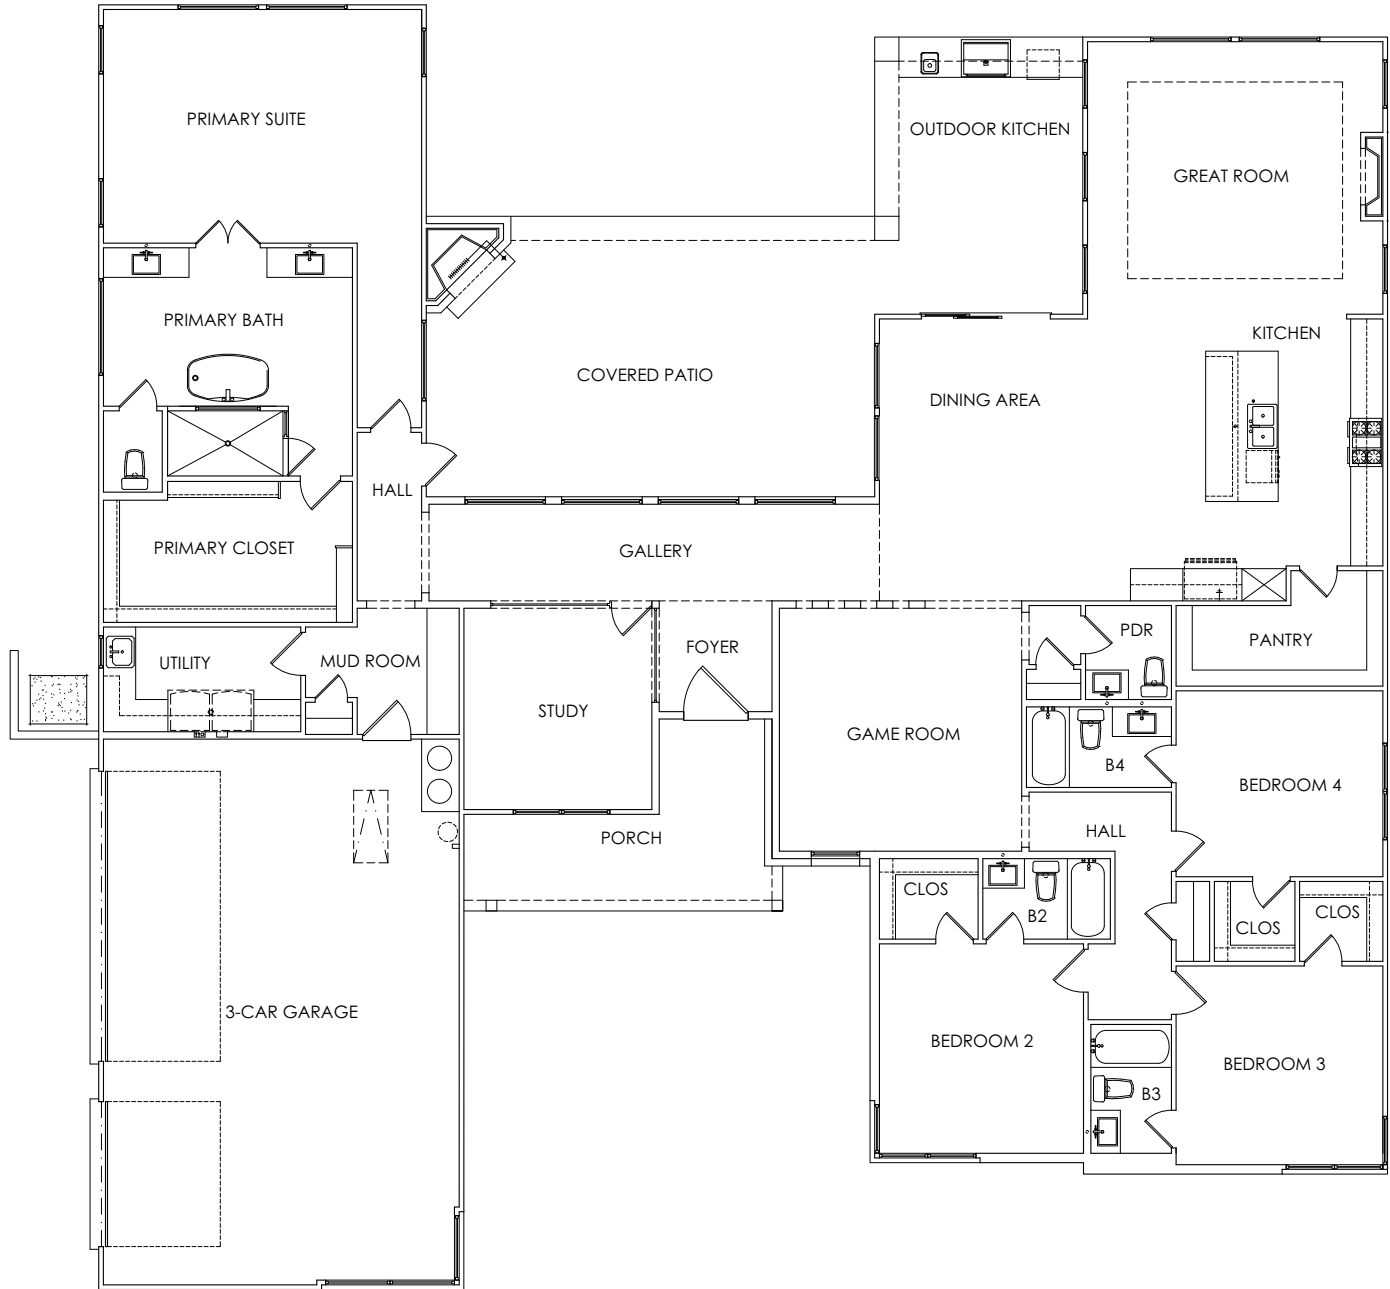 PRIMARY SUITE
OUTDOOR KITCHEN
GREAT ROOM
PRIMARY BATH
KITCHEN
COVERED PATIO
DINING AREA
HALL
PRIMARY CLOSET
GALLERY
UTILITY
MUD ROOM
FOYER
PDR
PANTRY
STUDY
GAME ROOM
B4
BEDROOM 4
PORCH
HALL
CLOS
B2
CLOS
CLOS
3-CAR GARAGE
BEDROOM 2
BEDROOM 3
B3